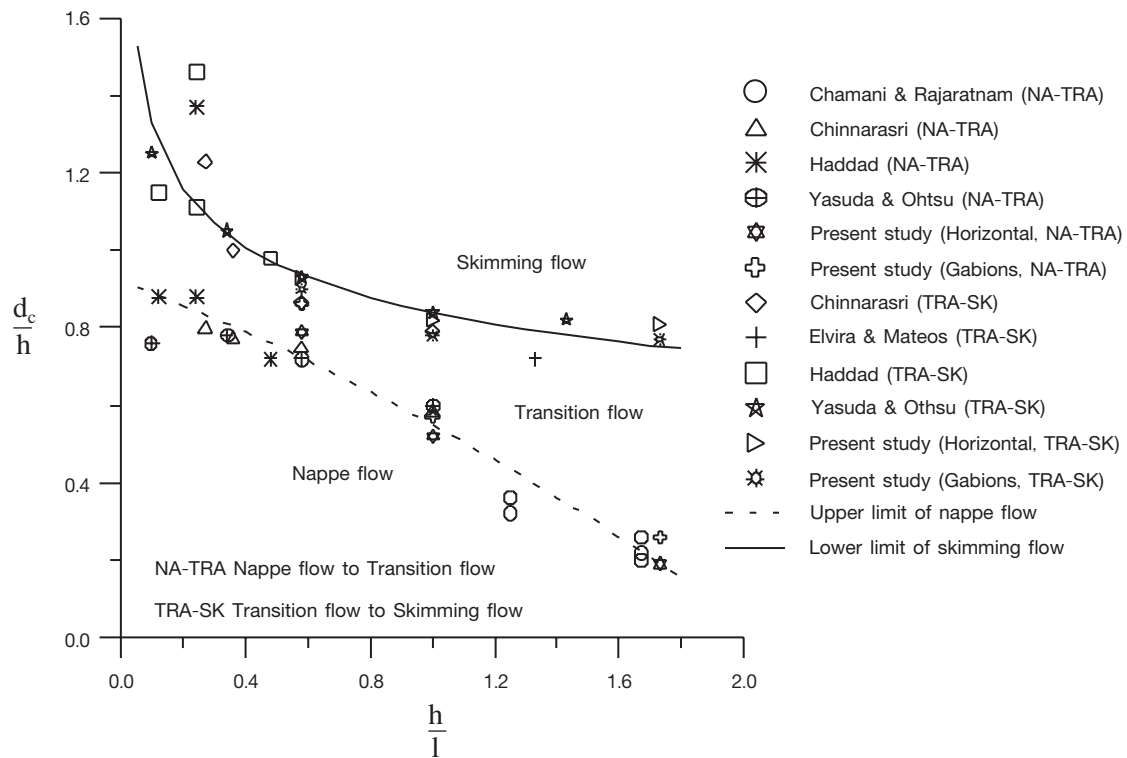 1.6
1.2
0.8
0.4
0.0
d_c
h
0.0 0.4 0.8 1.2 1.6 2.0
h
l
Skimming flow
Transition flow
Nappe flow
NA-TRA Nappe flow to Transition flow
TRA-SK Transition flow to Skimming flow
Chamani & Rajaratnam (NA-TRA)
Chinnarasri (NA-TRA)
Haddad (NA-TRA)
Yasuda & Ohtsu (NA-TRA)
Present study (Horizontal, NA-TRA)
Present study (Gabions, NA-TRA)
Chinnarasri (TRA-SK)
Elvira & Mateos (TRA-SK)
Haddad (TRA-SK)
Yasuda & Othsu (TRA-SK)
Present study (Horizontal, TRA-SK)
Present study (Gabions, TRA-SK)
Upper limit of nappe flow
Lower limit of skimming flow